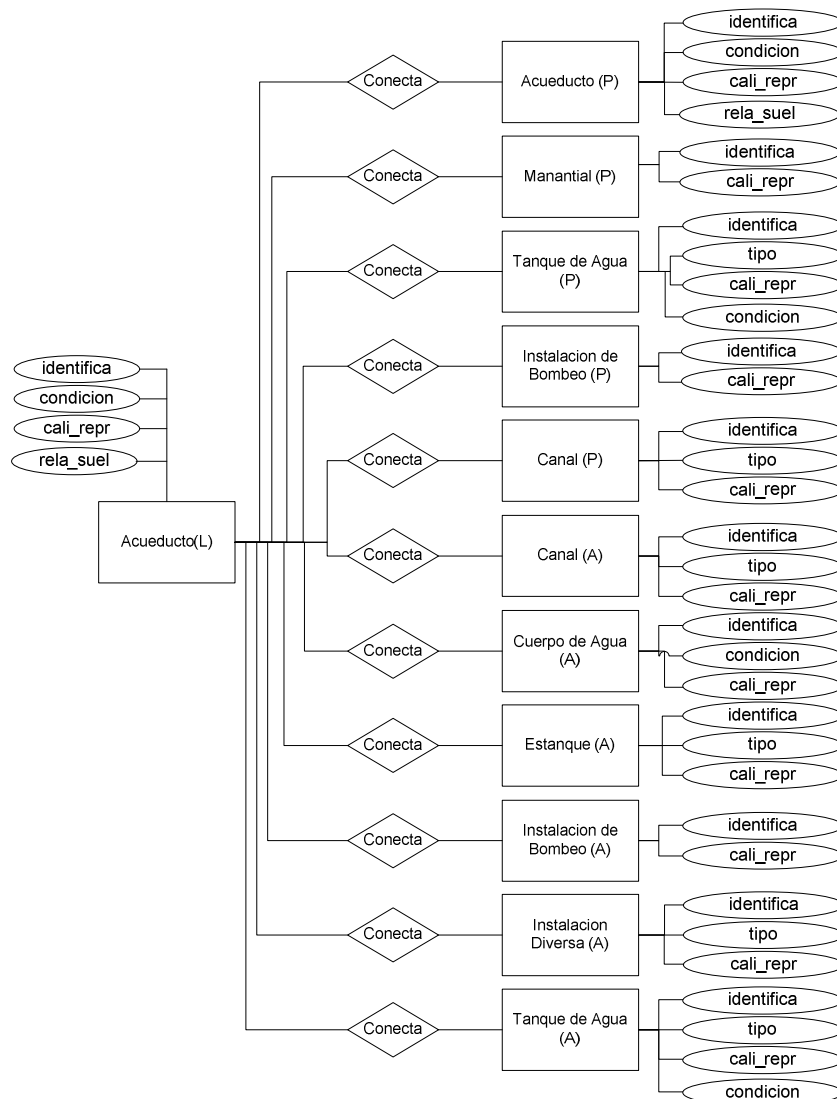 identifica
condicion
cali_repr
rela_suel
Acueducto(L)
Conecta
Acueducto (P)
identifica
condicion
cali_repr
rela_suel
Conecta
Manantial (P)
identifica
cali_repr
Conecta
Tanque de Agua
(P)
identifica
tipo
cali_repr
condicion
Conecta
Instalacion de
Bombeo (P)
identifica
cali_repr
Conecta
Canal (P)
identifica
tipo
cali_repr
Conecta
Canal (A)
identifica
tipo
cali_repr
Conecta
Cuerpo de Agua
(A)
identifica
condicion
cali_repr
Conecta
Estanque (A)
identifica
tipo
cali_repr
Conecta
Instalacion de
Bombeo (A)
identifica
cali_repr
Conecta
Instalacion
Diversa (A)
identifica
tipo
cali_repr
Conecta
Tanque de Agua
(A)
identifica
tipo
cali_repr
condicion